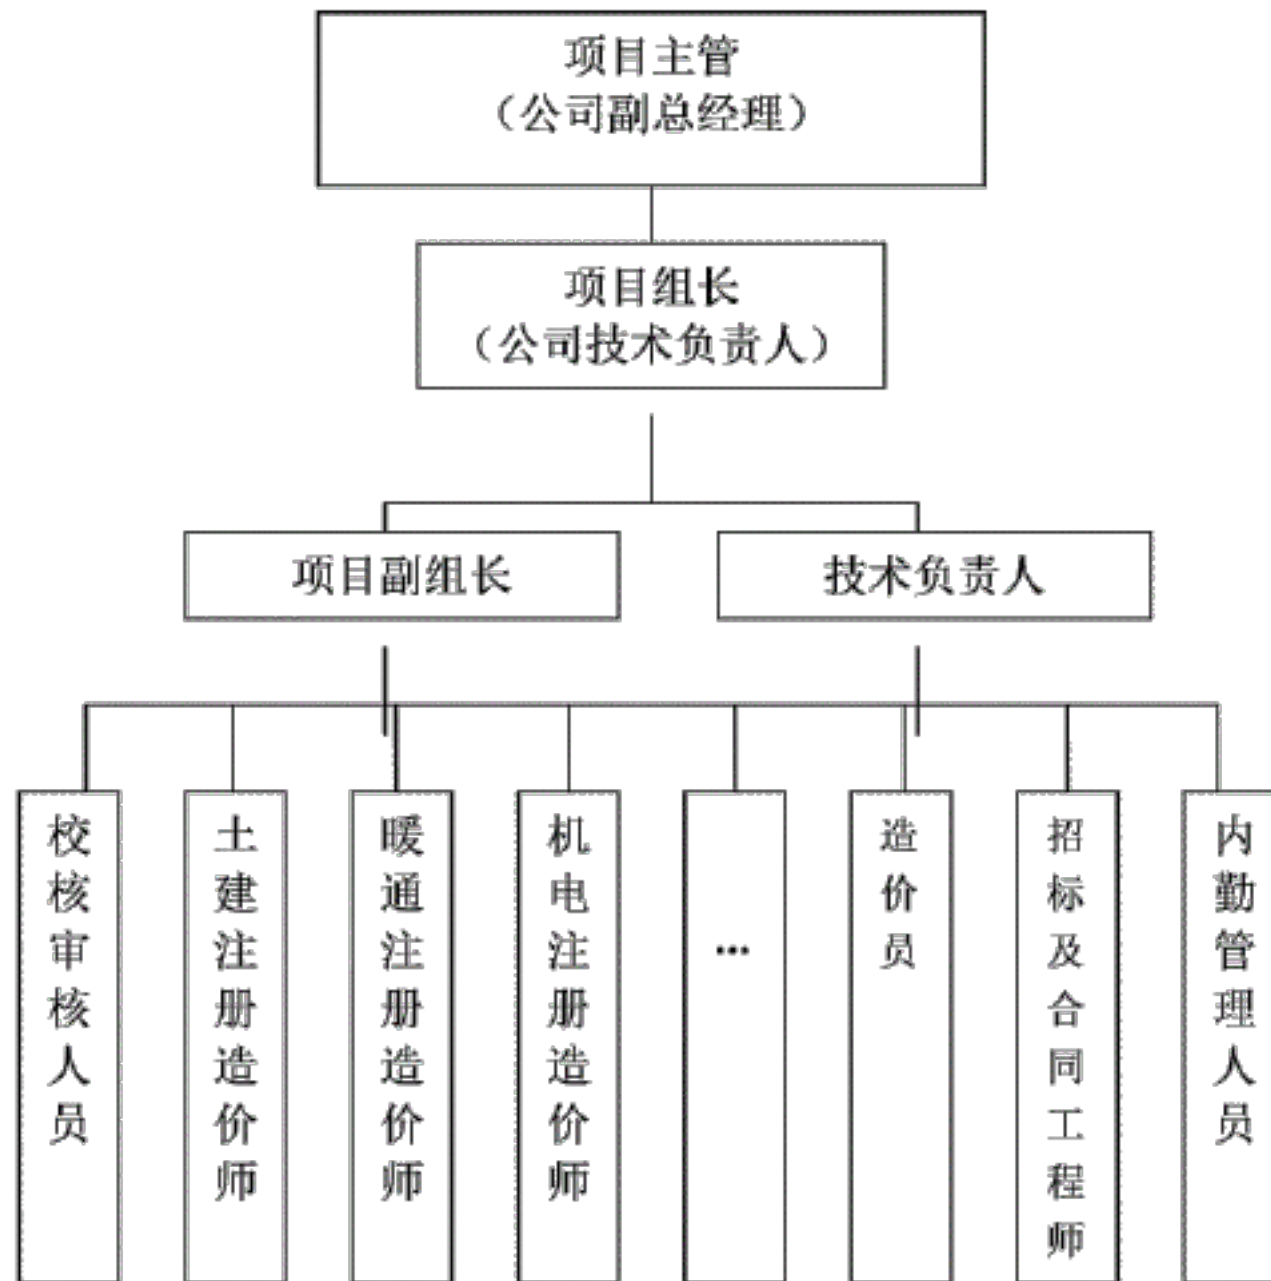 项目主管
（公司副总经理）
项目组长
（公司技术负责人）
项目副组长
技术负责人
校核审核人员
土建注册造价师
暖通注册造价师
机电注册造价师
...
造价员
招标及合同工程师
内勤管理人员